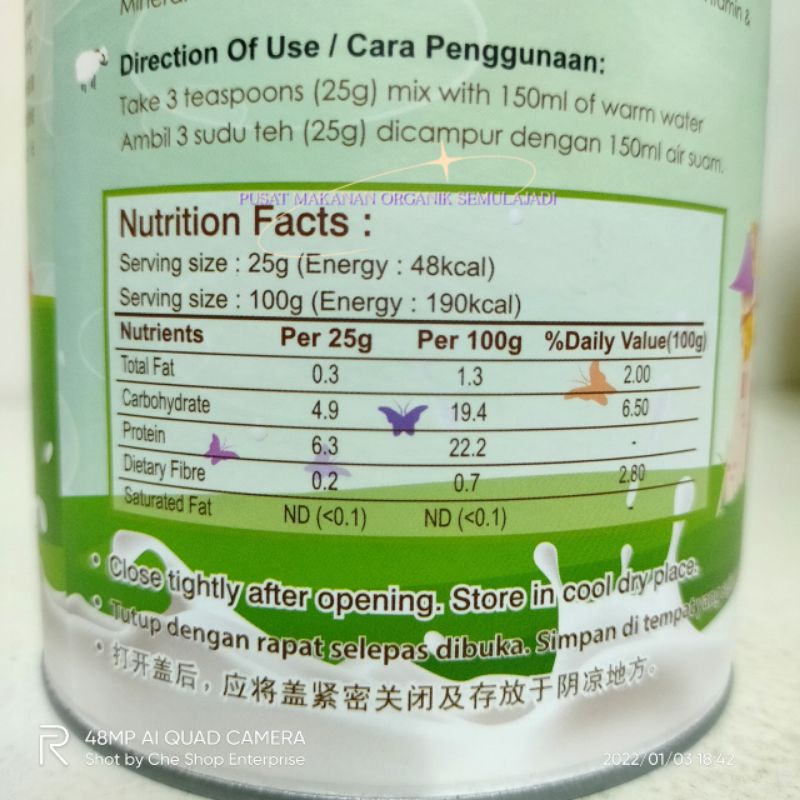 Direction Of Use / Cara Penggunaan:
Take 3 teaspoons (25g) mix with 150ml of warm water
Ambil 3 sudu teh (25g) dicampur dengan 150ml air suam.
PUSAT MAKANAN ORGANIK SEMULAJADI
Nutrition Facts :
Serving size : 25g (Energy : 48kcal)
Serving size : 100g (Energy : 190kcal)
Nutrients Per 25g Per 100g %Daily Value(100g)
Total Fat 0.3 1.3 2.00
Carbohydrate 4.9 19.4 6.50
Protein 6.3 22.2 -
Dietary Fibre 0.2 0.7 2.80
Saturated Fat ND (<0.1) ND (<0.1) -
• Close tightly after opening. Store in cool dry place.
• Tutup dengan rapat selepas dibuka. Simpan di tempat yang
• 打开盖后，应将盖紧密关闭及存放于阴凉地方。
48MP AI QUAD CAMERA
Shot by Che Shop Enterprise
2022/01/03 18:42